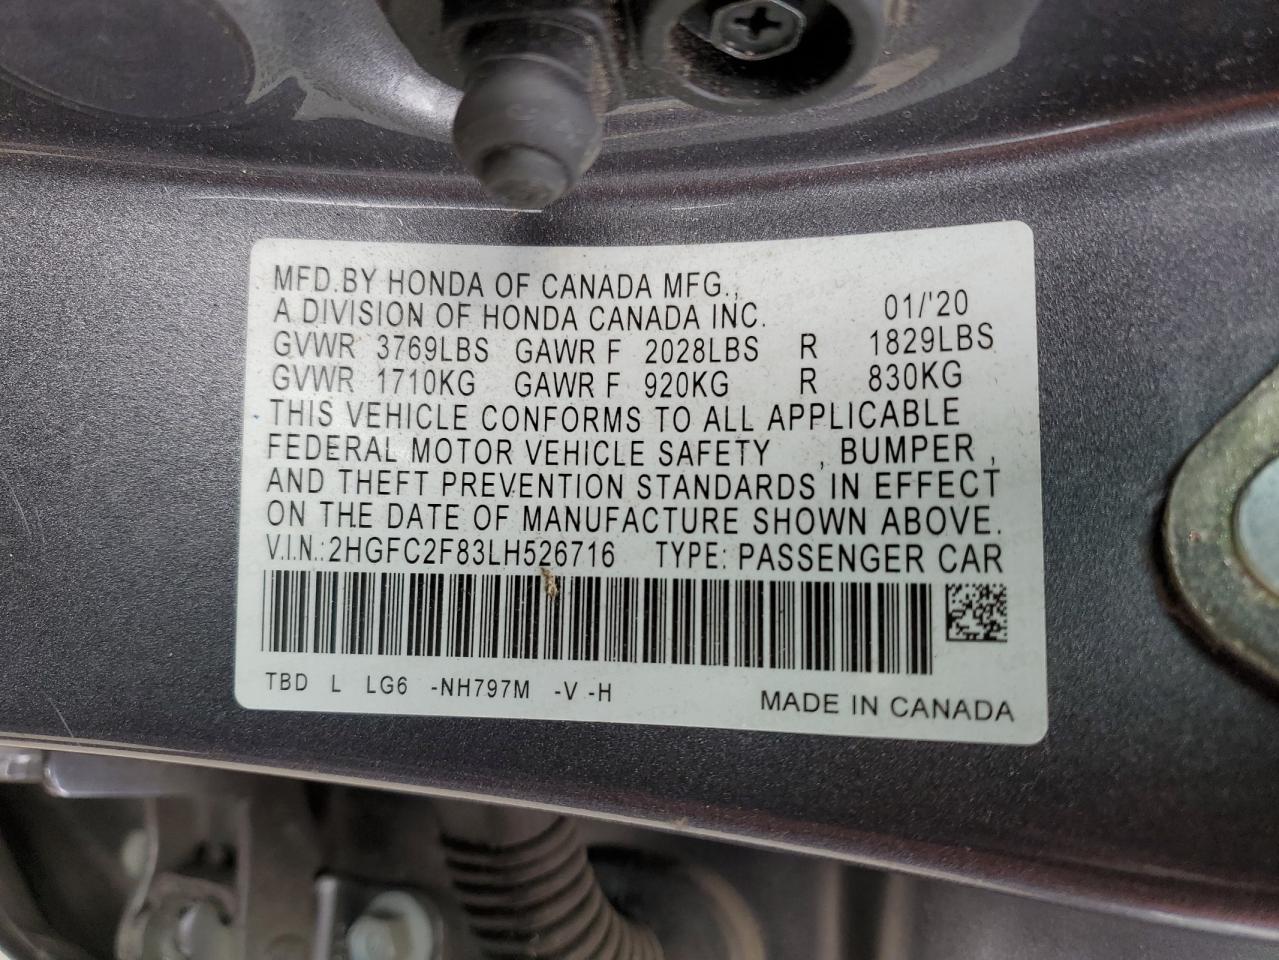 MFD.BY HONDA OF CANADA MFG.,
A DIVISION OF HONDA CANADA INC. 01/'20
GVWR 3769LBS GAWR F 2028LBS R 1829LBS
GVWR 1710KG GAWR F 920KG R 830KG
THIS VEHICLE CONFORMS TO ALL APPLICABLE
FEDERAL MOTOR VEHICLE SAFETY , BUMPER ,
AND THEFT PREVENTION STANDARDS IN EFFECT
ON THE DATE OF MANUFACTURE SHOWN ABOVE.
V.I.N.:2HGFC2F83LH526716 TYPE: PASSENGER CAR
TBD L LG6 -NH797M -V -H MADE IN CANADA